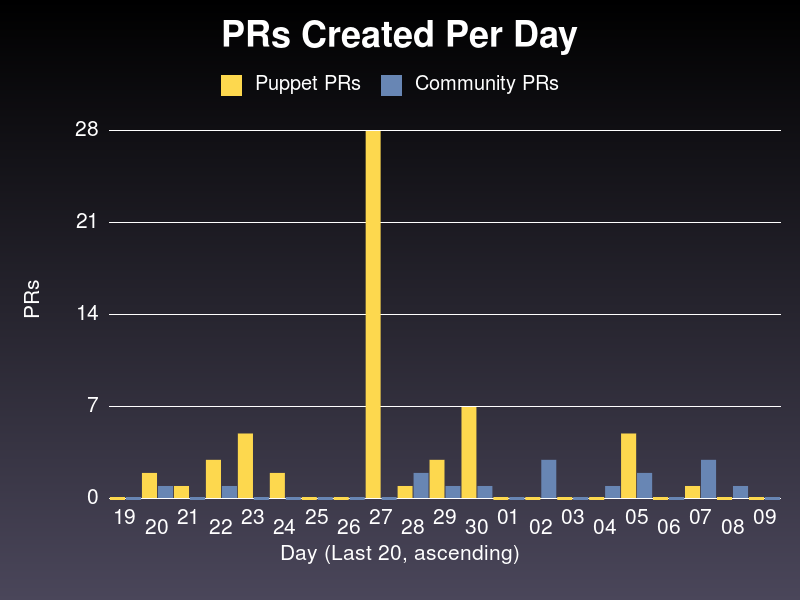 PRs Created Per Day
Puppet PRs Community PRs
28
21
14
7
0
PRs
19 20 21 22 23 24 25 26 27 28 29 30 01 02 03 04 05 06 07 08 09
Day (Last 20, ascending)